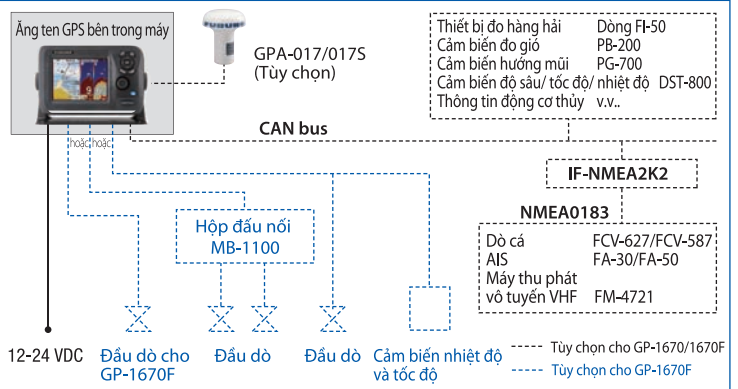 Ăng ten GPS bên trong máy
GPA-017/017S
(Tùy chọn)
Thiết bị đo hàng hải Dòng FI-50
Cảm biến đo gió PB-200
Cảm biến hướng mũi PG-700
Cảm biến độ sâu/ tốc độ/ nhiệt độ DST-800
Thông tin động cơ thủy v.v..
CAN bus
hoặc hoặc
IF-NMEA2K2
NMEA0183
Hộp đấu nối
MB-1100
Dò cá FCV-627/FCV-587
AIS FA-30/FA-50
Máy thu phát
vô tuyến VHF FM-4721
12-24 VDC
Đầu dò cho
GP-1670F
Đầu dò
Đầu dò
Cảm biến nhiệt độ
và tốc độ
Tùy chọn cho GP-1670/1670F
Tùy chọn cho GP-1670F